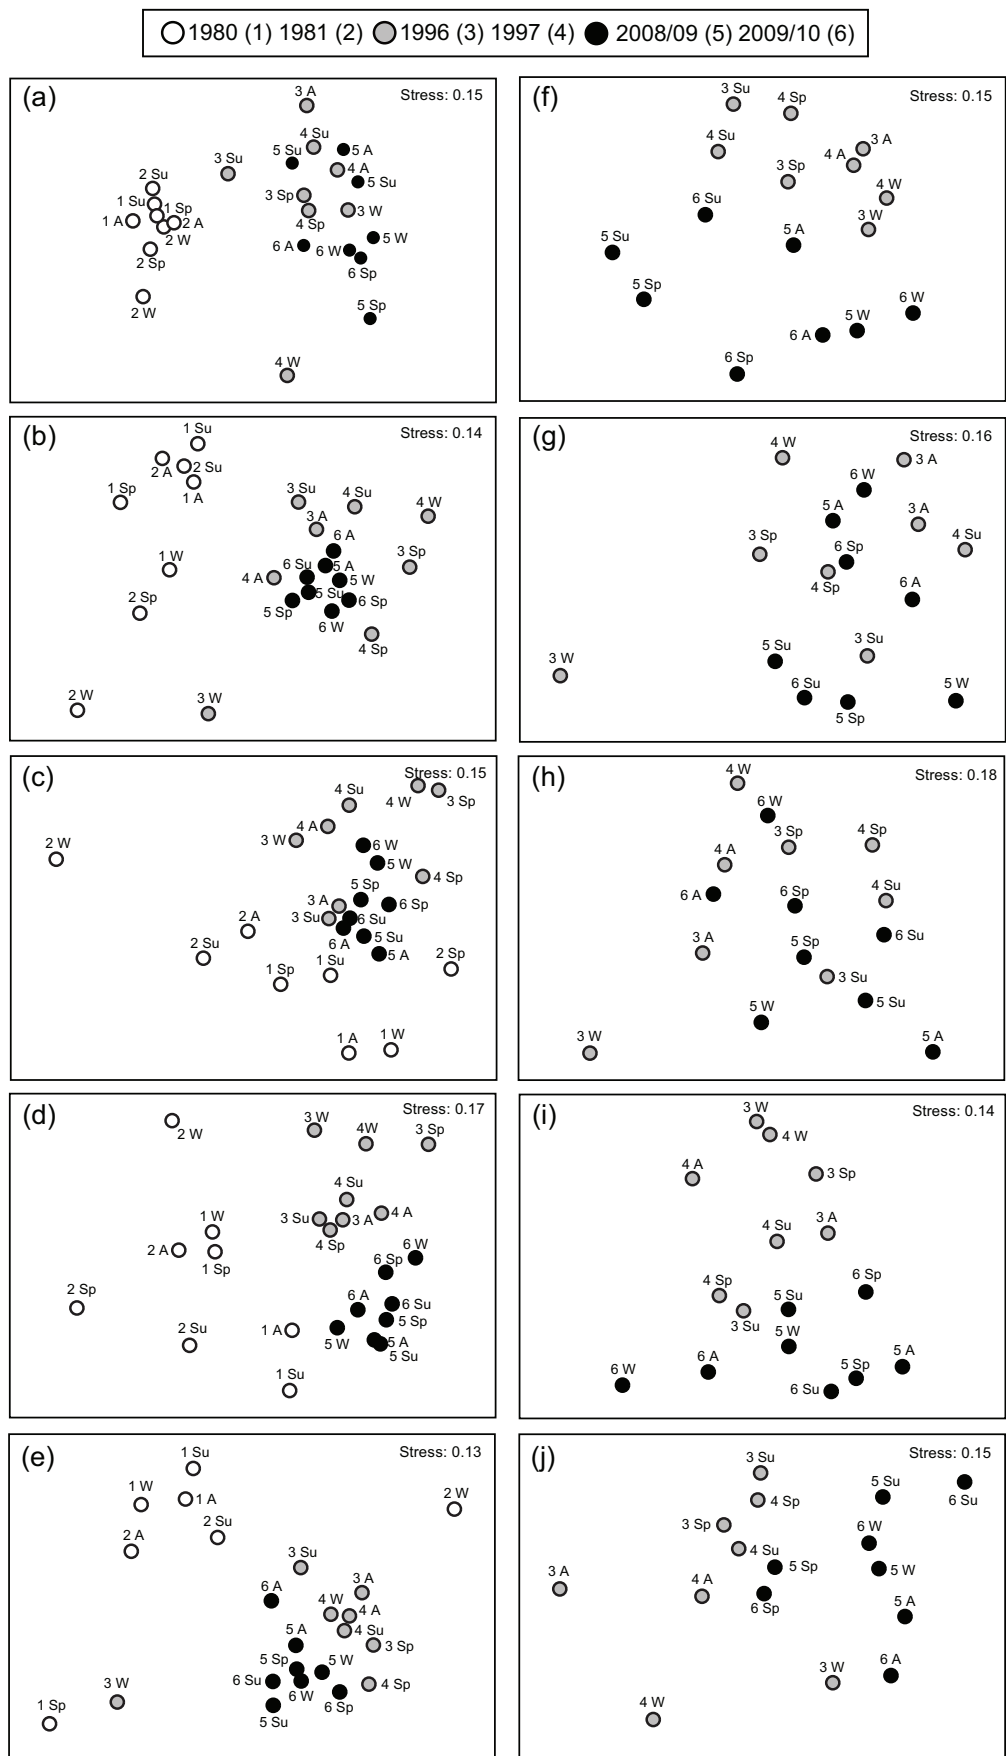 1980 (1) 1981 (2) 1996 (3) 1997 (4) 2008/09 (5) 2009/10 (6)
(a)
Stress: 0.15
3 A
4 Su
5 A
5 Su
4 A
3 Su
5 Su
2 Su
3 Sp
1 Su
1 Sp
3 W
1 A
2 A
4 Sp
2 W
5 W
6 A
6 W
2 Sp
6 Sp
2 W
5 Sp
4 W
(b)
Stress: 0.14
1 Su
2 A
2 Su
1 A
1 Sp
3 Su
4 Su
4 W
3 A
6 A
3 Sp
1 W
6 Su
5 A
4 A
5 W
5 Su
2 Sp
5 Sp
6 Sp
6 W
4 Sp
2 W
3 W
(c)
Stress: 0.15
4 Su
4 W
3 Sp
4 A
3 W
6 W
2 W
5 W
4 Sp
5 Sp
3 A
6 Sp
2 A
3 Su
6 Su
6 A
5 Su
2 Su
5 A
1 Su
2 Sp
1 Sp
1 A
1 W
(d)
Stress: 0.17
2 W
3 W
4W
3 Sp
4 Su
1 W
3 Su
3 A
4 A
4 Sp
2 A
1 Sp
6 W
6 Sp
2 Sp
6 A
6 Su
5 Sp
1 A
2 Su
5 W
5 A
5 Su
1 Su
(e)
Stress: 0.13
1 Su
1 W
1 A
2 W
2 Su
2 A
3 Su
3 A
6 A
4 W
4 A
4 Su
5 A
3 Sp
5 Sp
5 W
6 Su
4 Sp
3 W
6 W
6 Sp
1 Sp
5 Su
(f)
Stress: 0.15
3 Su
4 Sp
4 Su
3 A
4 A
3 Sp
4 W
6 Su
3 W
5 A
5 Su
5 Sp
6 W
5 W
6 A
6 Sp
(g)
Stress: 0.16
4 W
3 A
6 W
5 A
3 A
3 Sp
4 Su
6 Sp
4 Sp
6 A
5 Su
3 Su
3 W
6 Su
5 Sp
5 W
(h)
Stress: 0.18
4 W
6 W
3 Sp
4 Sp
4 A
6 A
6 Sp
4 Su
6 Su
3 A
5 Sp
3 Su
5 Su
5 W
3 W
5 A
(i)
Stress: 0.14
3 W
4 W
4 A
3 Sp
3 A
4 Su
4 Sp
6 Sp
5 Su
3 Su
5 W
6 W
6 A
5 A
5 Sp
6 Su
(j)
Stress: 0.15
3 Su
5 Su
6 Su
4 Sp
3 Sp
6 W
4 Su
5 Sp
5 W
3 A
4 A
6 Sp
5 A
3 W
6 A
4 W